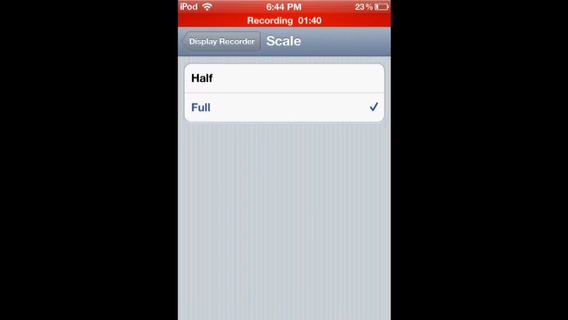 iPod 6:44 PM 23%
Recording 01:40
Display Recorder Scale
Half
Full